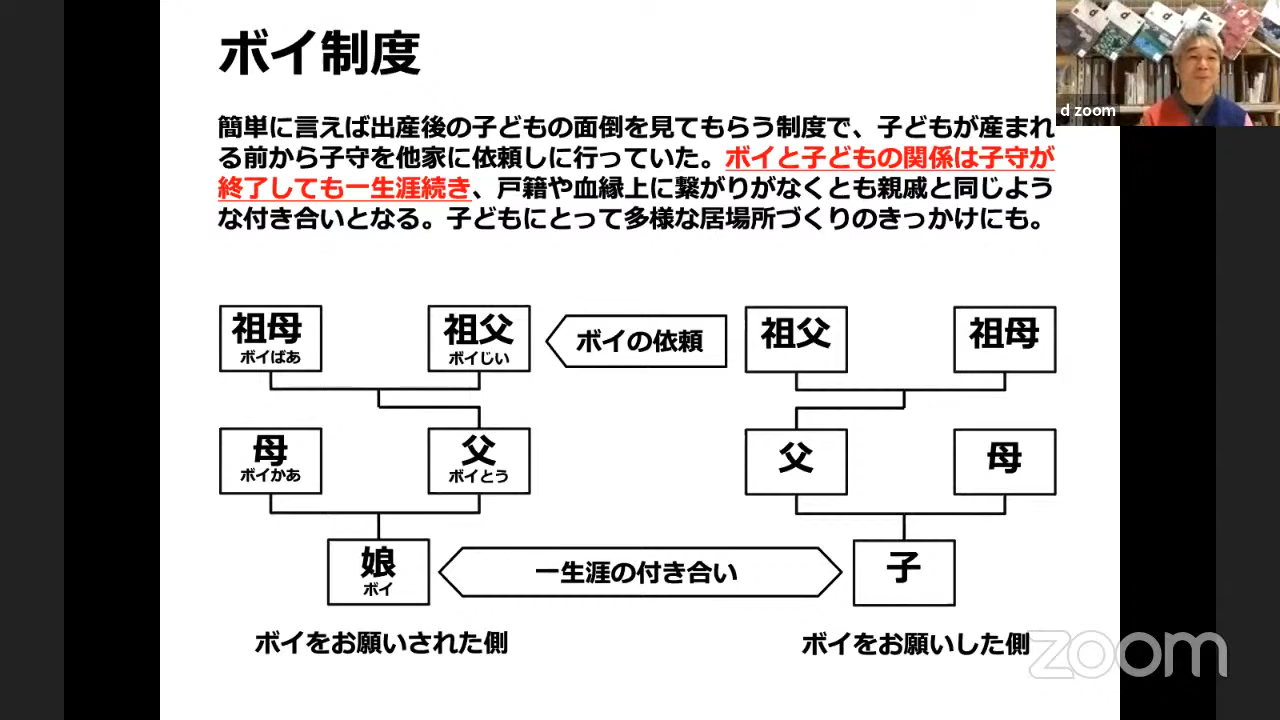 ボイ制度
d zoom
簡単に言えば出産後の子どもの面倒を見てもらう制度で、子どもが産まれ
る前から子守を他家に依頼しに行っていた。ボイと子どもの関係は子守が
終了しても一生涯続き、戸籍や血縁上に繋がりがなくとも親戚と同じよう
な付き合いとなる。子どもにとって多様な居場所づくりのきっかけにも。
祖母
ボイばあ
祖父
ボイじい
ボイの依頼
祖父
祖母
母
ボイかあ
父
ボイとう
父
母
娘
ボイ
一生涯の付き合い
子
ボイをお願いされた側
ボイをお願いした側
zoom